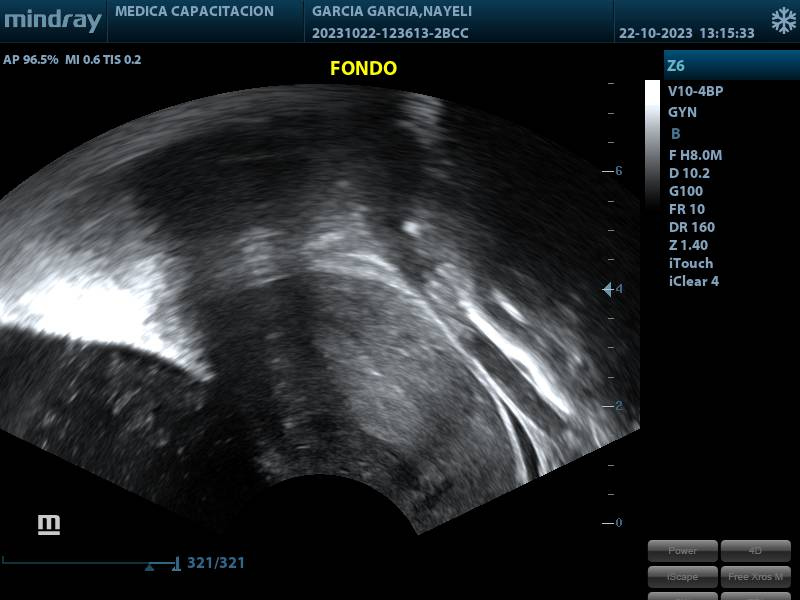 mindray
MEDICA CAPACITACION
GARCIA GARCIA,NAYELI
20231022-123613-2BCC
22-10-2023 13:15:33
AP 96.5% MI 0.6 TIS 0.2
FONDO
Z6
V10-4BP
GYN
B
F H8.0M
D 10.2
G100
FR 10
DR 160
Z 1.40
iTouch
iClear 4
6
4
2
0
m
321/321
Power
4D
iScape
Free Xros M